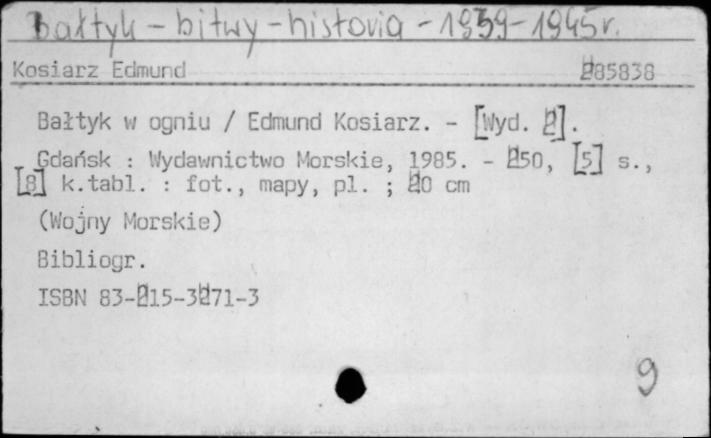 Bałtyk - bitwy - historia - 1939-1945 r.
Kosiarz Edmund 285838
Bałtyk w ogniu / Edmund Kosiarz. - [Wyd. 2].
Gdańsk : Wydawnictwo Morskie, 1985. - 250, [5] s.,
[8] k.tabl. : fot., mapy, pl. ; 20 cm
(Wojny Morskie)
Bibliogr.
ISBN 83-215-3271-3
9